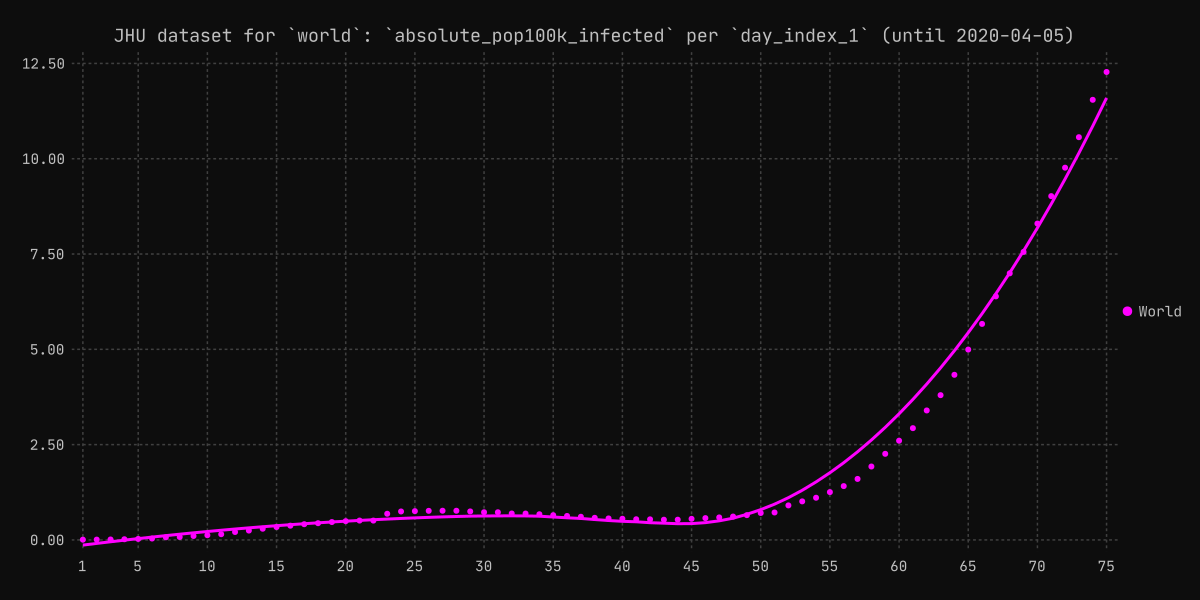 JHU dataset for `world`: `absolute_pop100k_infected` per `day_index_1` (until 2020-04-05)
12.50
10.00
7.50
5.00
2.50
0.00
1 5 10 15 20 25 30 35 40 45 50 55 60 65 70 75
World